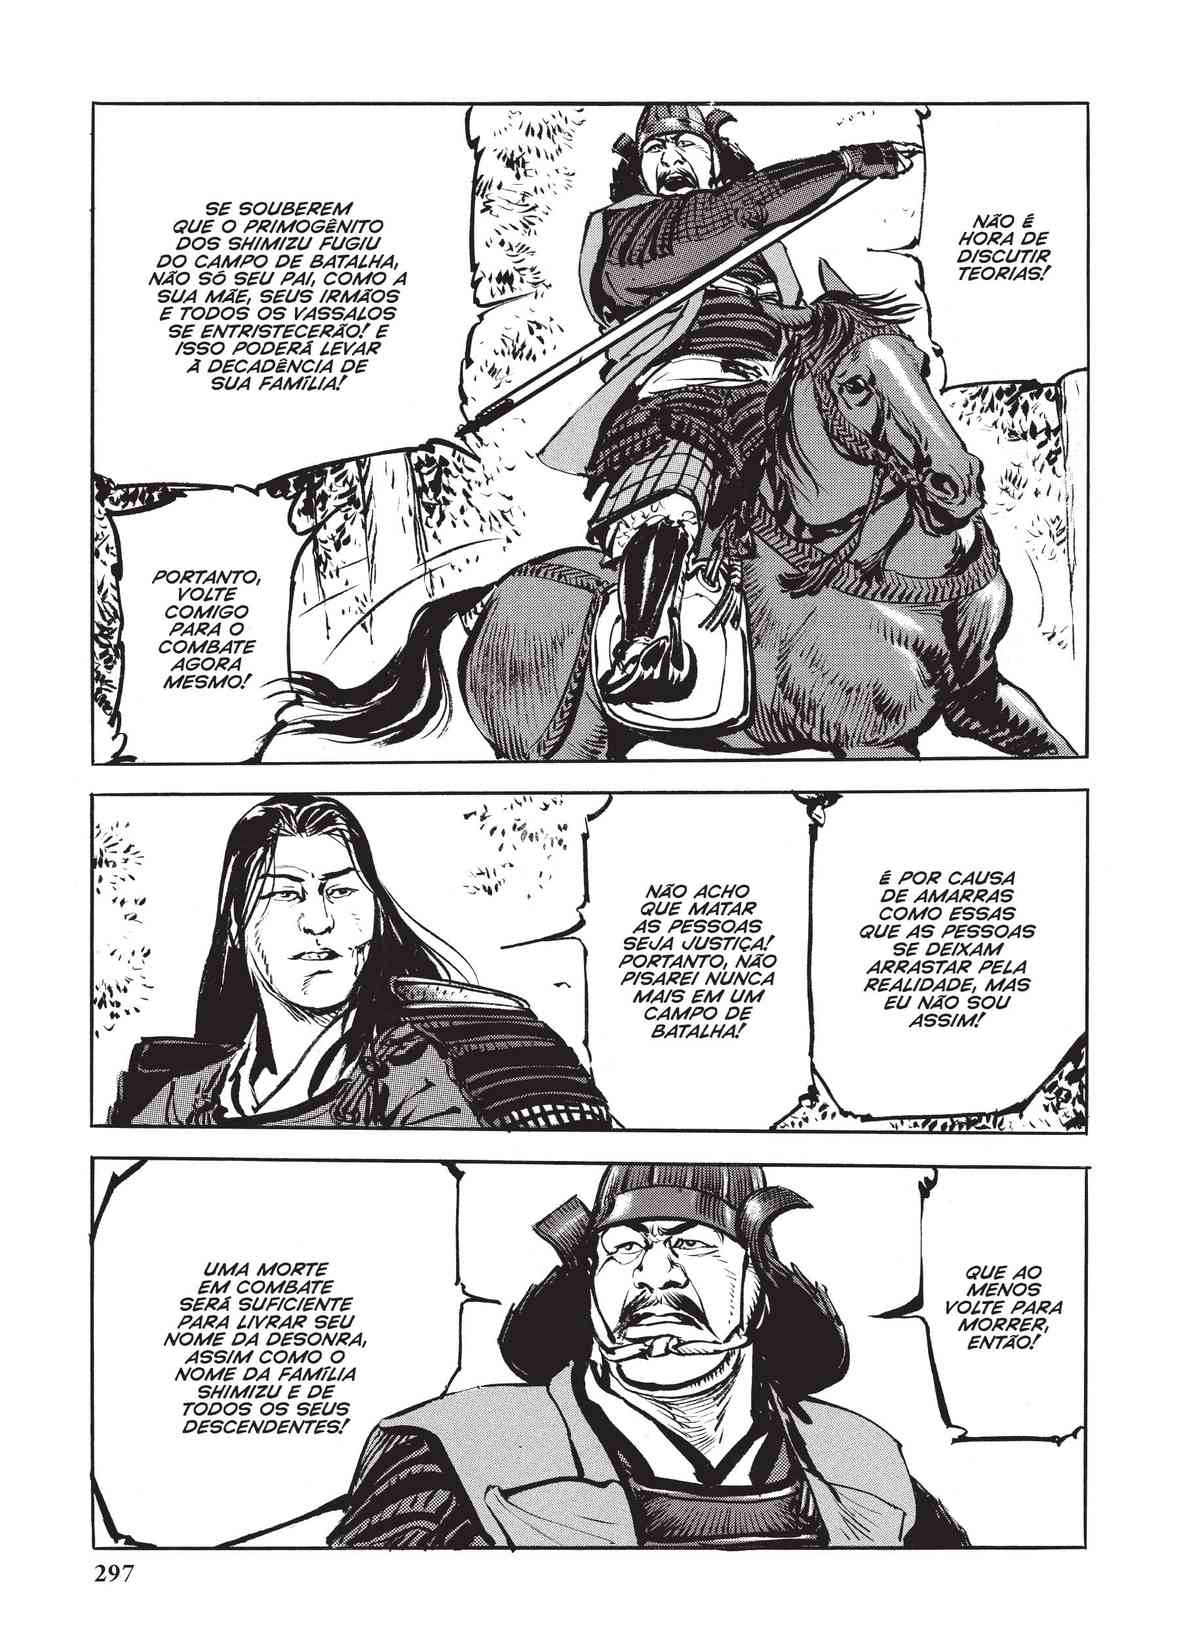 NÃO É
HORA DE
DISCUTIR
TEORIAS!
SE SOUBEREM
QUE O PRIMOGÊNITO
DOS SHIMIZU FUGIU
DO CAMPO DE BATALHA,
NÃO SÓ SEU PAI, COMO A
SUA MÃE, SEUS IRMÃOS
E TODOS OS VASSALOS
SE ENTRISTECERÃO! E
ISSO PODERÁ LEVAR
À DECADÊNCIA DE
SUA FAMÍLIA!
PORTANTO,
VOLTE
COMIGO
PARA O
COMBATE
AGORA
MESMO!
É POR CAUSA
DE AMARRAS
COMO ESSAS
QUE AS PESSOAS
SE DEIXAM
ARRASTAR PELA
REALIDADE, MAS
EU NÃO SOU
ASSIM!
NÃO ACHO
QUE MATAR
AS PESSOAS
SEJA JUSTIÇA!
PORTANTO, NÃO
PISAREI NUNCA
MAIS EM UM
CAMPO DE
BATALHA!
QUE AO
MENOS
VOLTE PARA
MORRER,
ENTÃO!
UMA MORTE
EM COMBATE
SERÁ SUFICIENTE
PARA LIVRAR SEU
NOME DA DESONRA,
ASSIM COMO O
NOME DA FAMÍLIA
SHIMIZU E DE
TODOS OS SEUS
DESCENDENTES!
297